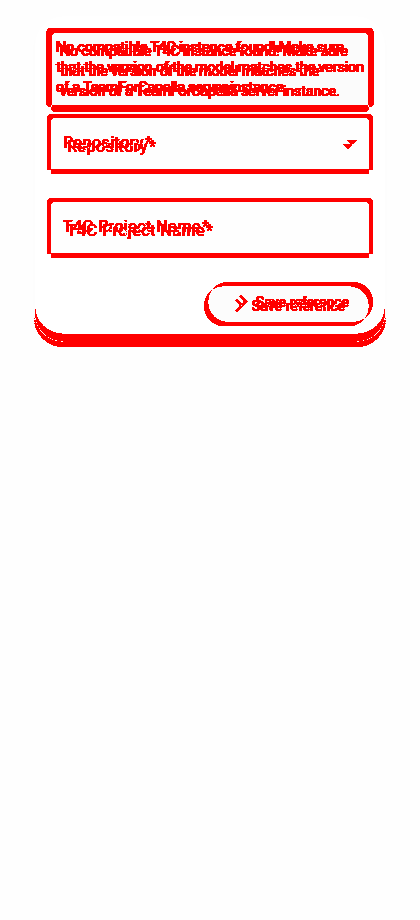 No compatible T4C instance found! Make sure
that the version of the model matches the version
of a TeamForCapella server instance.
Repository*
T4C Project Name*
Save reference